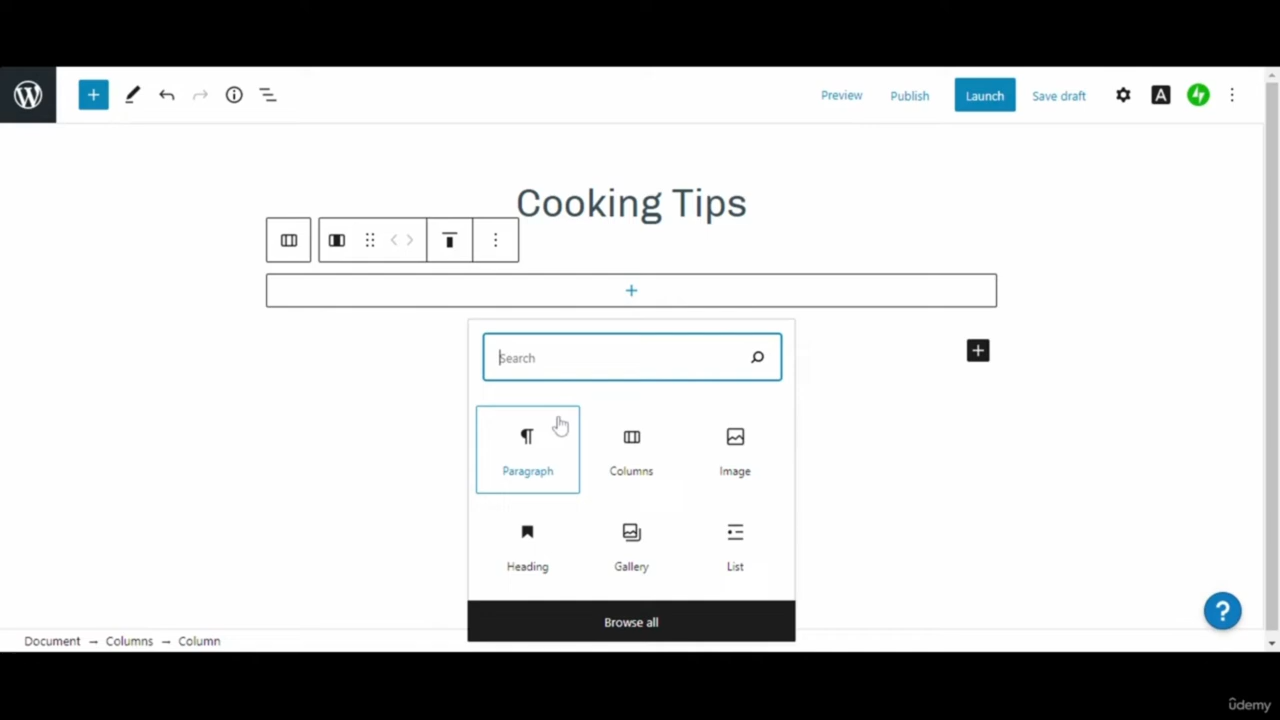 Preview Publish Launch Save draft
Cooking Tips
Search
Paragraph Columns Image
Heading Gallery List
Browse all
Document → Columns → Column
ûdemy